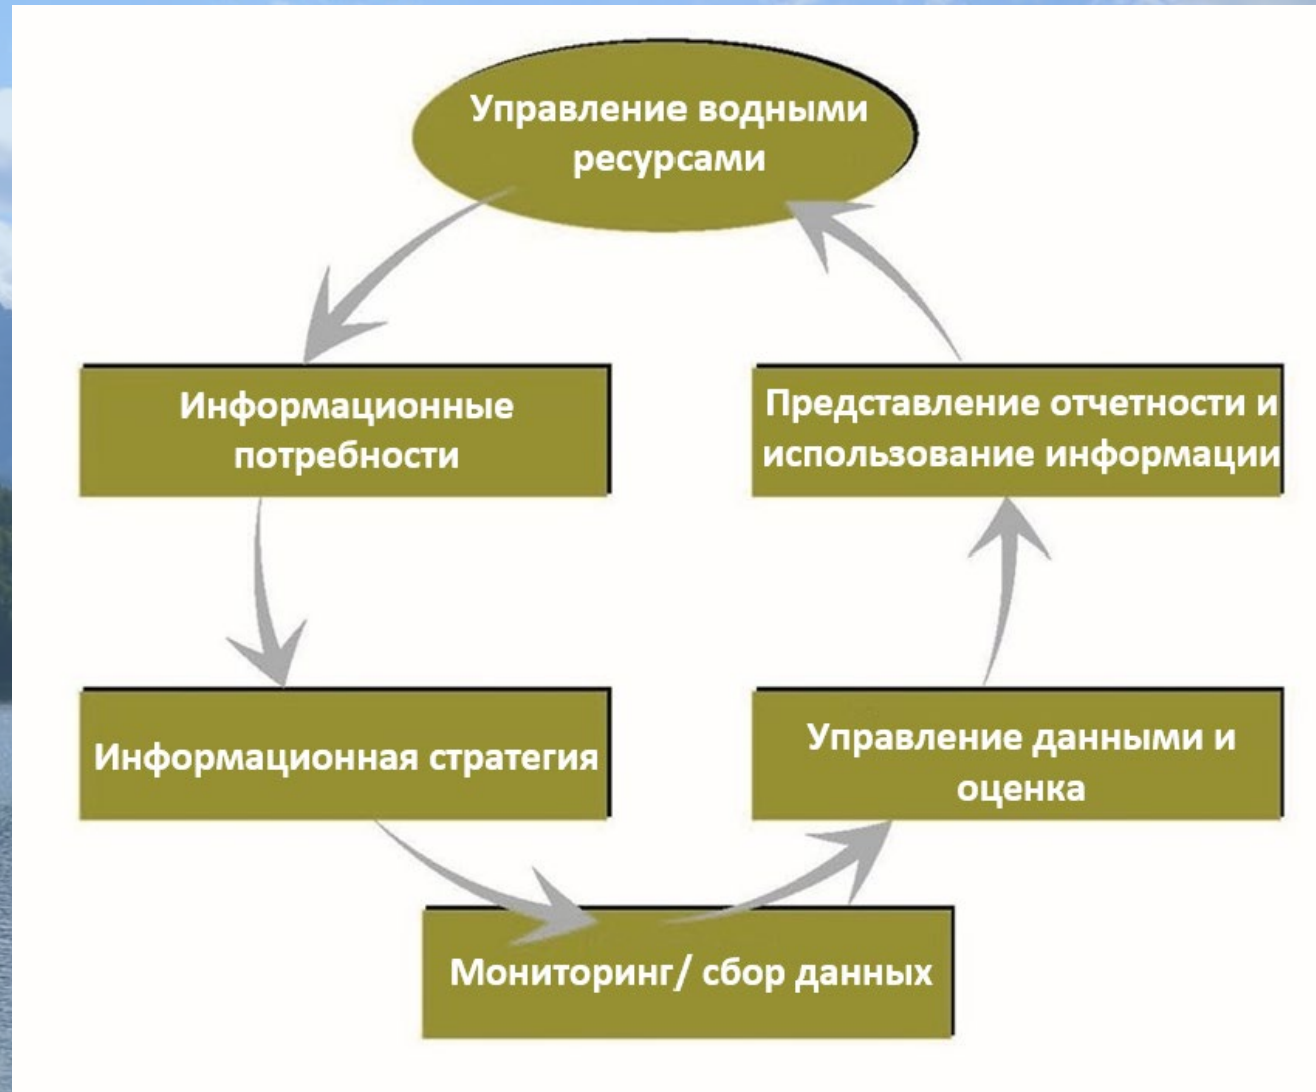 Управление водными
ресурсами
Информационные
потребности
Представление отчетности и
использование информации
Информационная стратегия
Управление данными и
оценка
Мониторинг/ сбор данных